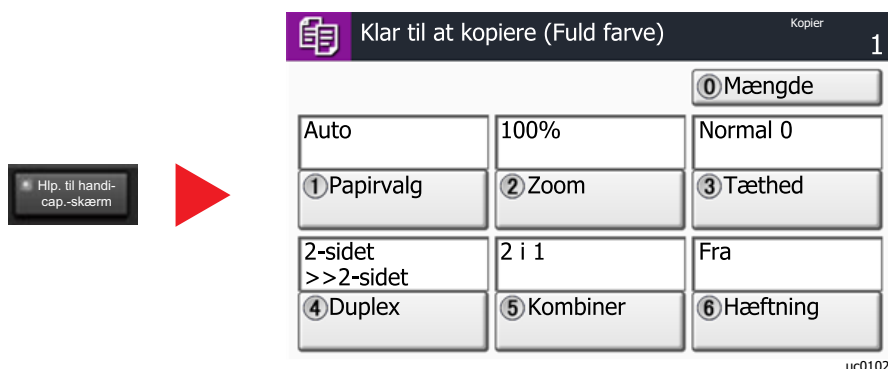 Klar til at kopiere (Fuld farve)
Kopier
1
0 Mængde
Auto
100%
Normal 0
1 Papirvalg
2 Zoom
3 Tæthed
Hlp. til handi-
cap.-skærm
2-sidet
>>2-sidet
2 i 1
Fra
4 Duplex
5 Kombiner
6 Hæftning
uc0102